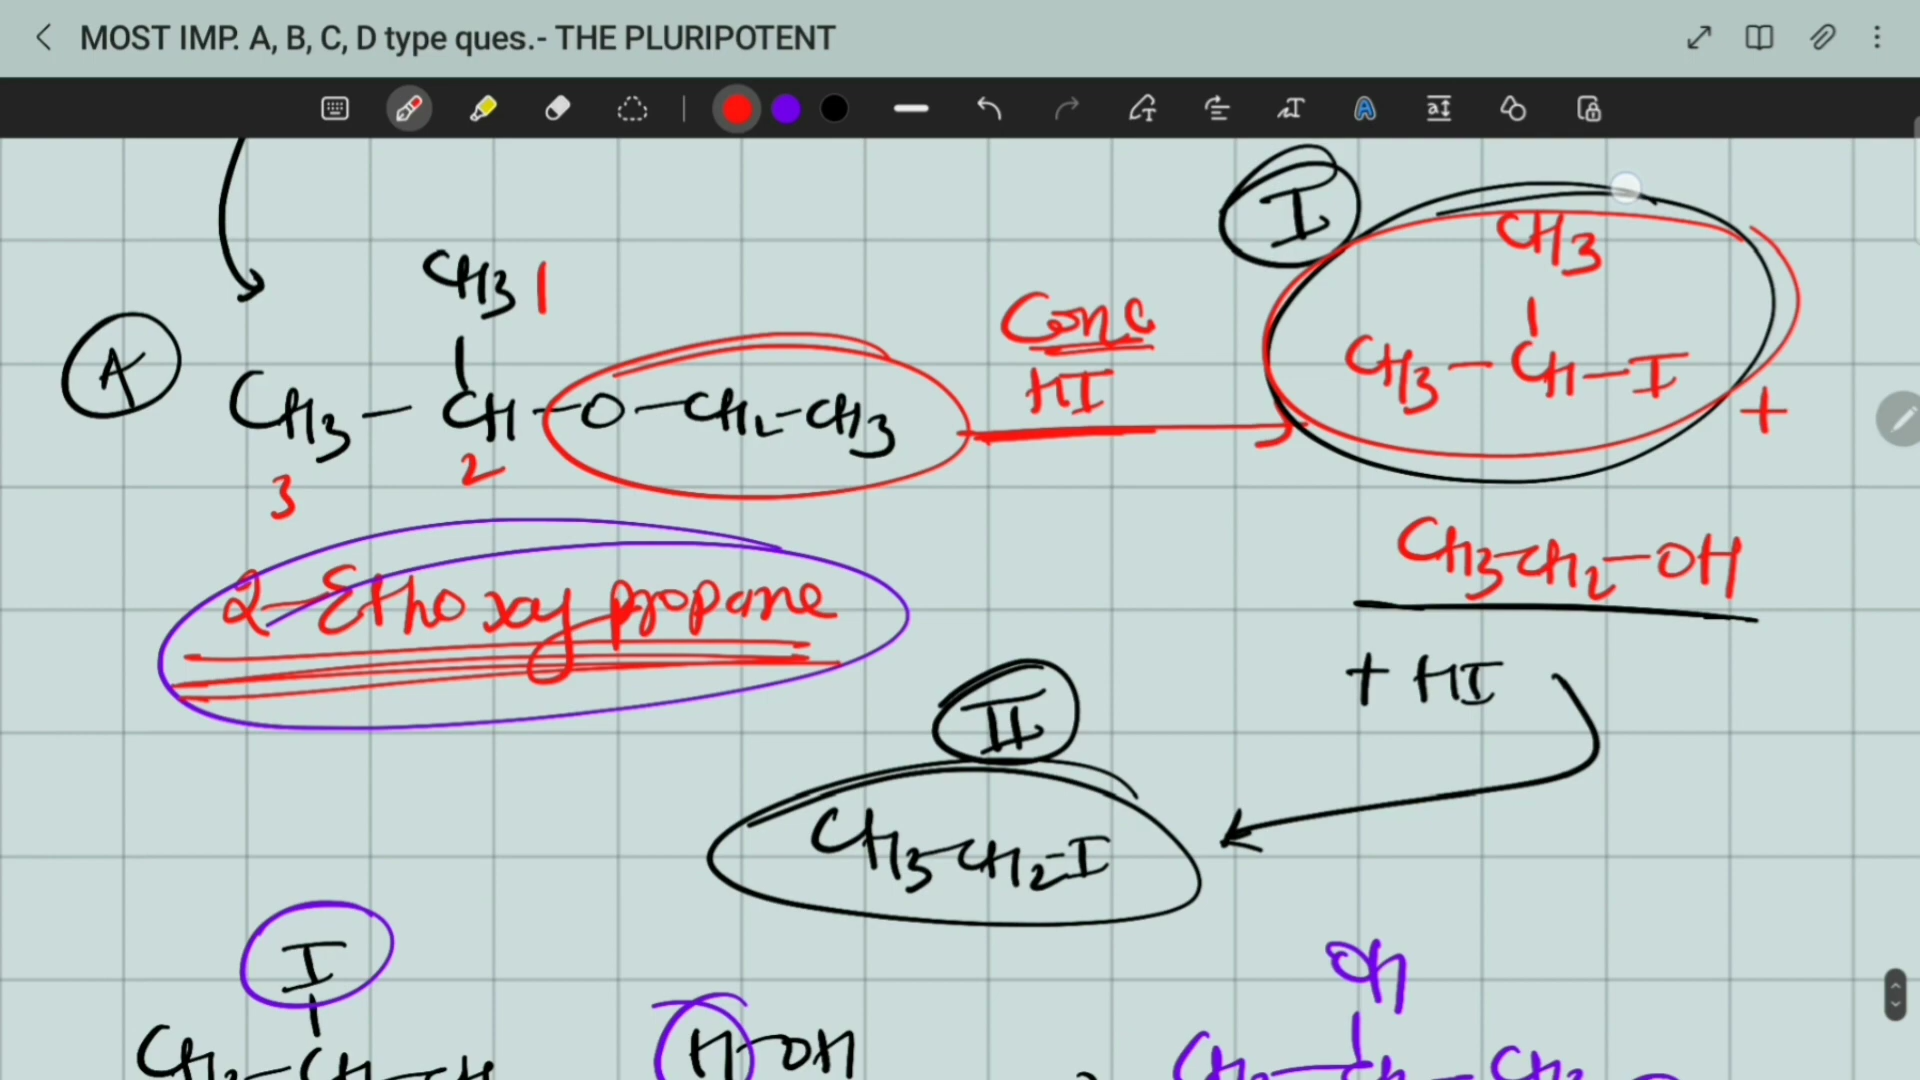 MOST IMP. A, B, C, D type ques.- THE PLURIPOTENT
I
CH3
CH3 - CH - I +
Conc
HI
CH3 1
A
CH3 - CH - O - CH2 - CH3
3 2
2-Ethoxy propane
CH3-CH2-OH
+ HI
II
CH3-CH2-I
I
H-OH
OH